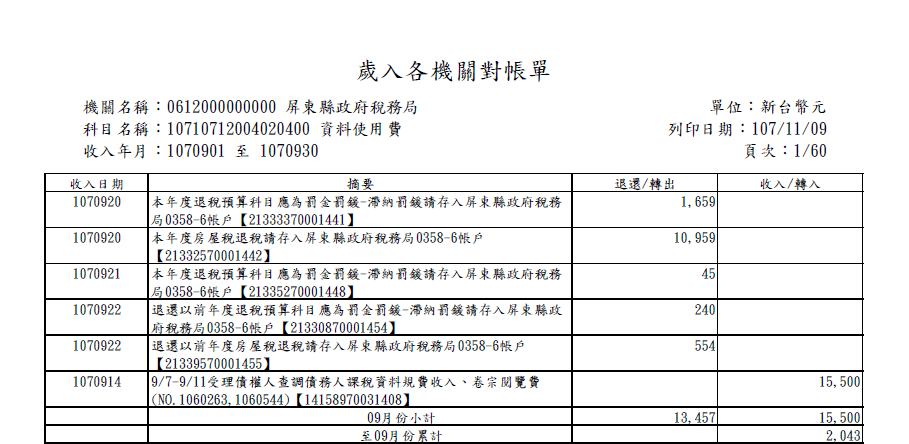 歲入各機關對帳單
機關名稱：0612000000000 屏東縣政府稅務局
單位：新台幣元
科目名稱：10710712004020400 資料使用費
列印日期：107/11/09
收入年月：1070901 至 1070930
頁次：1/60
收入日期 摘要 退還/轉出 收入/轉入
1070920 本年度退稅預算科目應為罰金罰鍰-滯納罰鍰請存入屏東縣政府稅務 1,659
局0358-6帳戶【21333370001441】
1070920 本年度房屋稅退稅請存入屏東縣政府稅務局0358-6帳戶 10,959
【21332570001442】
1070921 本年度退稅預算科目應為罰金罰鍰-滯納罰鍰請存入屏東縣政府稅務 45
局0358-6帳戶【21335270001448】
1070922 退還以前年度退稅預算科目應為罰金罰鍰-滯納罰鍰請存入屏東縣政 240
府稅務局0358-6帳戶【21330870001454】
1070922 退還以前年度房屋稅退稅請存入屏東縣政府稅務局0358-6帳戶 554
【21339570001455】
1070914 9/7-9/11受理債權人查調債務人課稅資料規費收入、卷宗閱覽費 15,500
(NO.1060263,1060544)【14158970031408】
09月份小計 13,457 15,500
至09月份累計 2,043